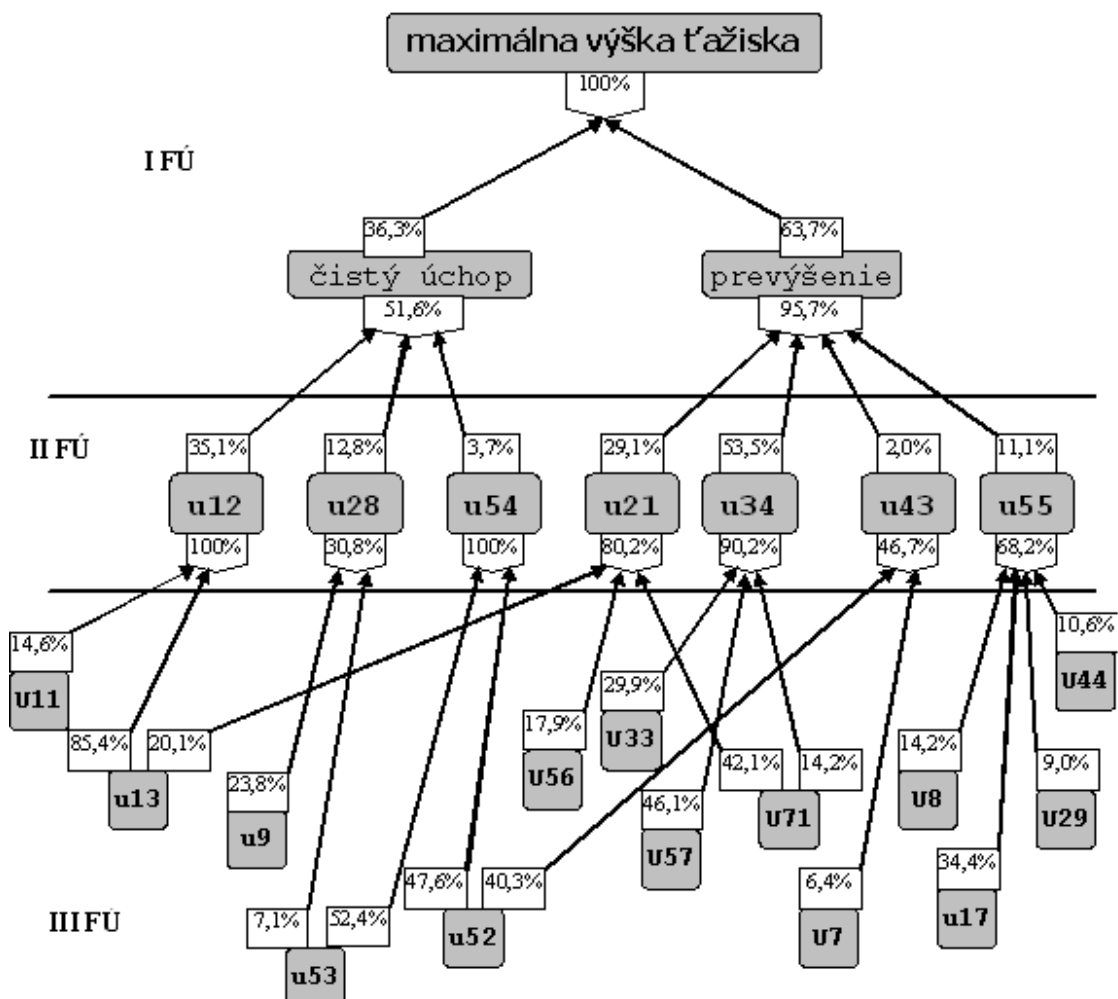 maximálna výška ťažiska
100%
I FÚ
36,3%
63,7%
čistý úchop
prevýšenie
51,6%
95,7%
II FÚ
35,1%
12,8%
3,7%
29,1%
53,5%
2,0%
11,1%
u12
u28
u54
u21
u34
u43
u55
100%
30,8%
100%
80,2%
90,2%
46,7%
68,2%
14,6%
10,6%
U11
U44
29,9%
U33
85,4%
20,1%
17,9%
42,1%
14,2%
14,2%
9,0%
u13
U56
U71
U8
U29
23,8%
46,1%
u9
U57
34,4%
u17
47,6%
40,3%
6,4%
III FÚ
7,1%
52,4%
u52
U7
u53